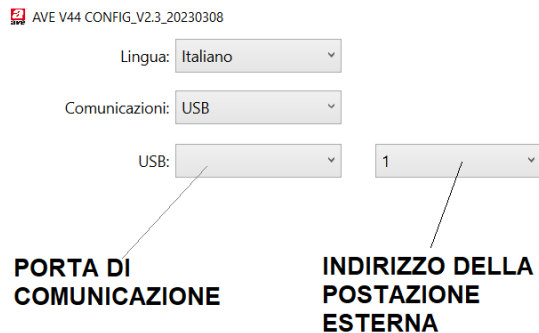 AVE V44 CONFIG_V2.3_20230308
Lingua: Italiano
Comunicazioni: USB
USB: 1
PORTA DI
COMUNICAZIONE
INDIRIZZO DELLA
POSTAZIONE
ESTERNA